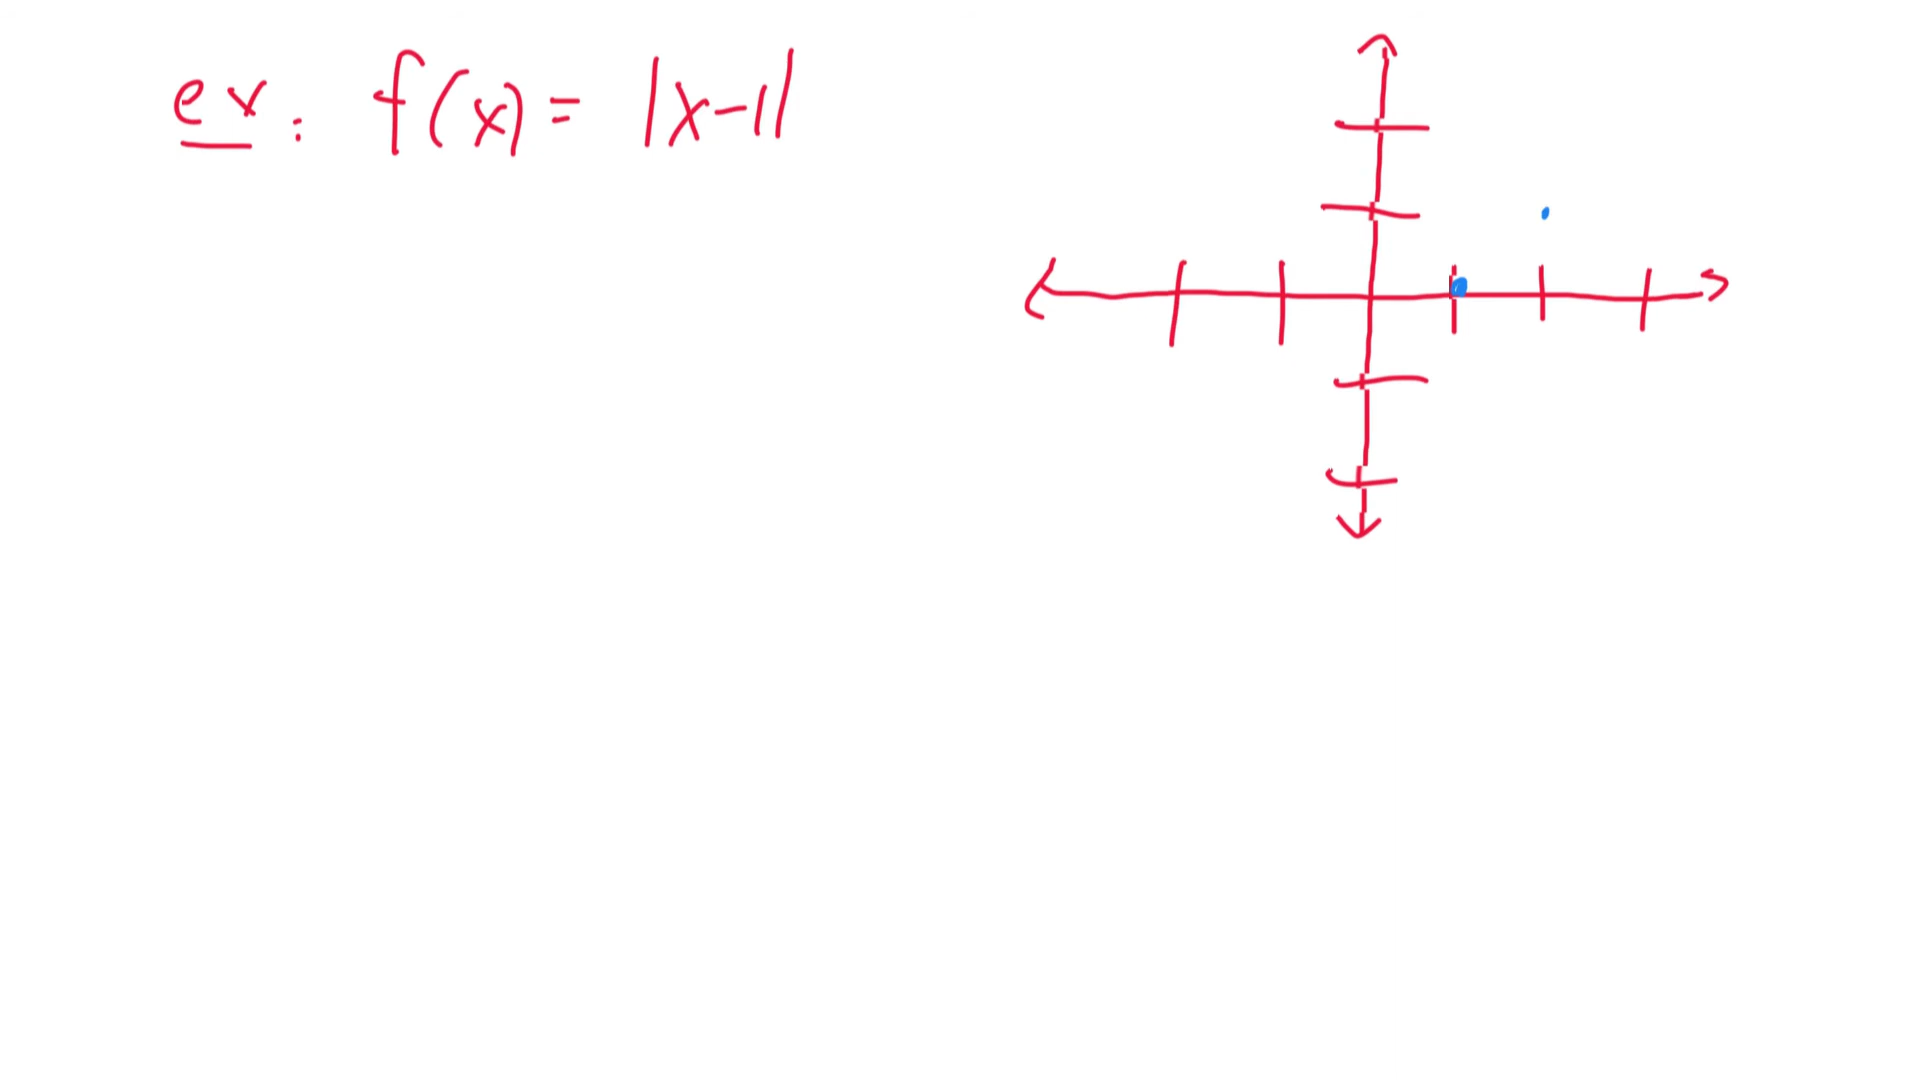 ex: f(x) = |x-1|